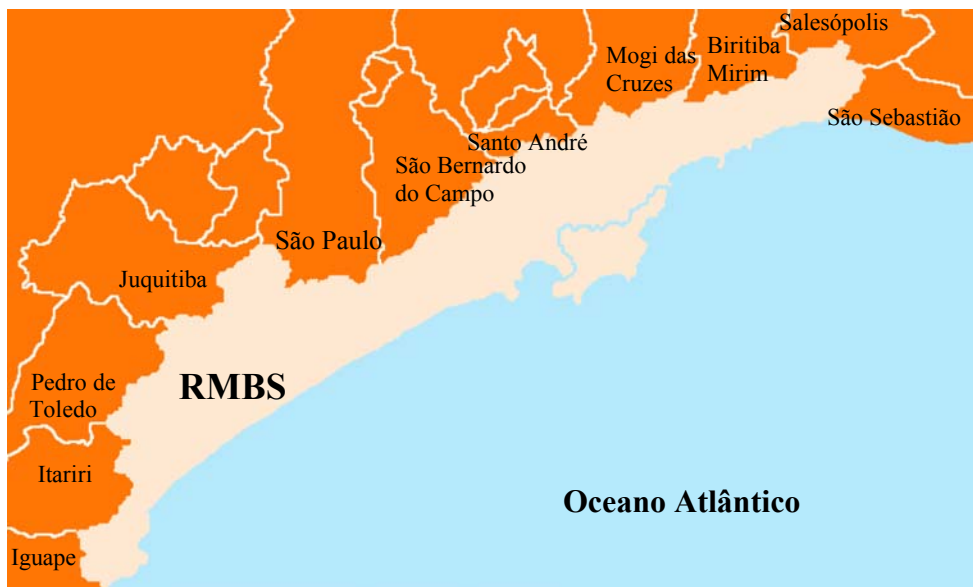 Salesópolis
Mogi das
Cruzes
Biritiba
Mirim
São Sebastião
Santo André
São Bernardo
do Campo
São Paulo
Juquitiba
Pedro de
Toledo
RMBS
Itariri
Oceano Atlântico
Iguape